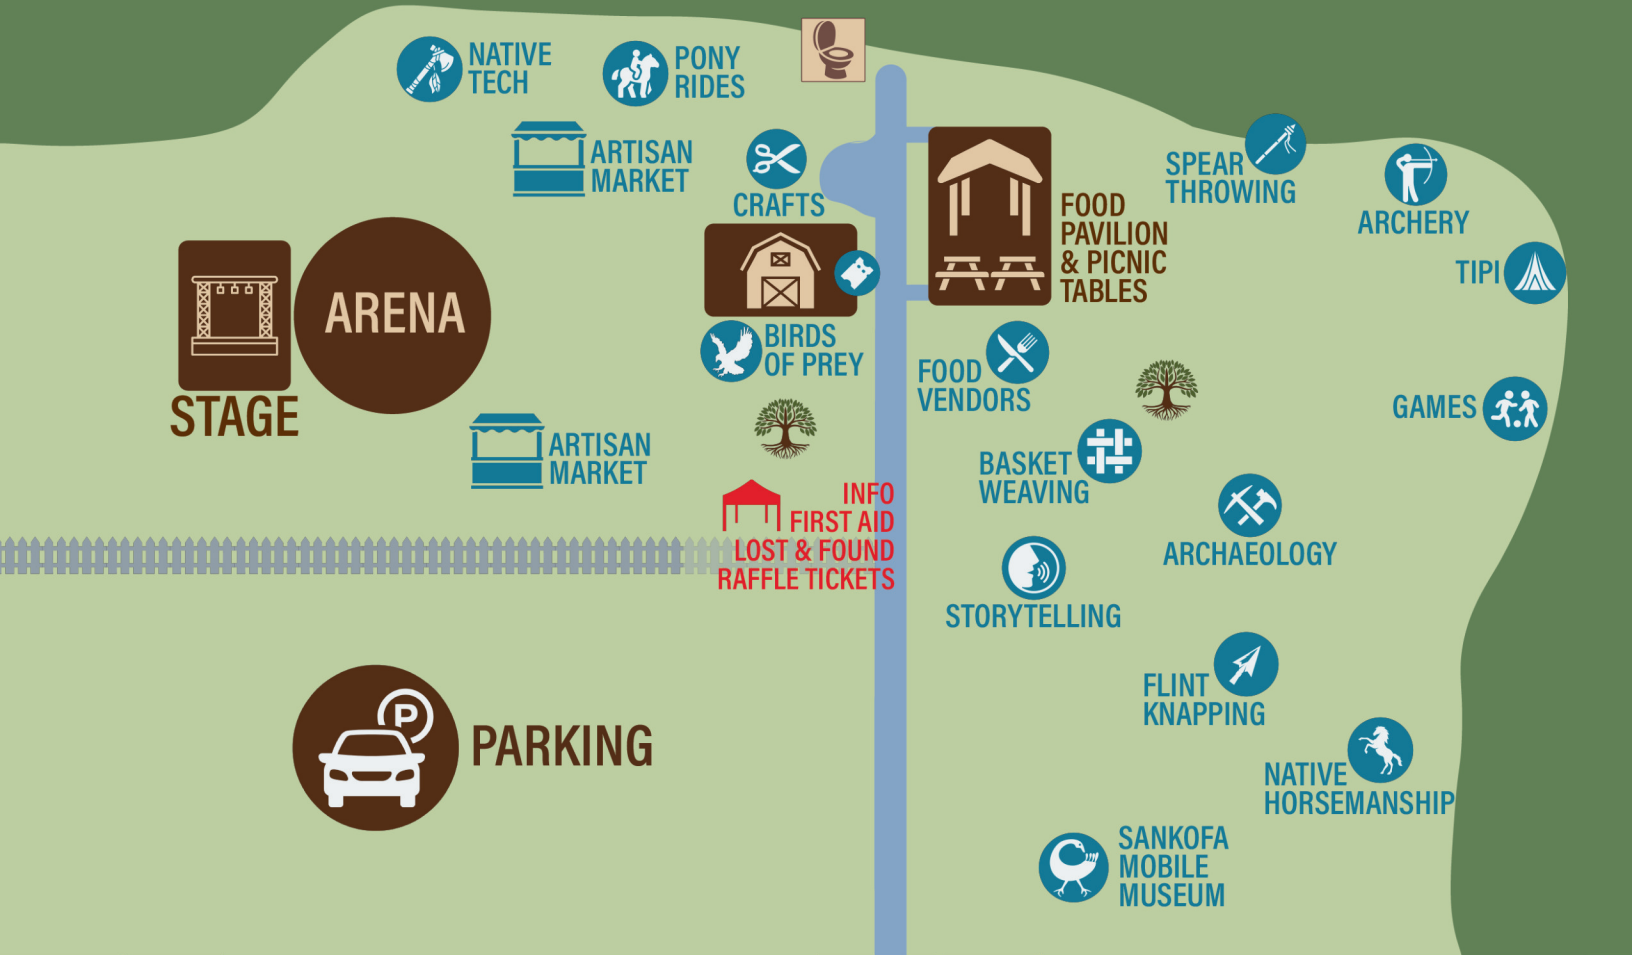 NATIVE
TECH
PONY
RIDES
ARTISAN
MARKET
CRAFTS
SPEAR
THROWING
ARCHERY
FOOD
PAVILION
& PICNIC
TABLES
TIPI
ARENA
STAGE
BIRDS
OF PREY
FOOD
VENDORS
GAMES
ARTISAN
MARKET
BASKET
WEAVING
INFO
FIRST AID
LOST & FOUND
RAFFLE TICKETS
ARCHAEOLOGY
STORYTELLING
FLINT
KNAPPING
P
PARKING
NATIVE
HORSEMANSHIP
SANKOFA
MOBILE
MUSEUM